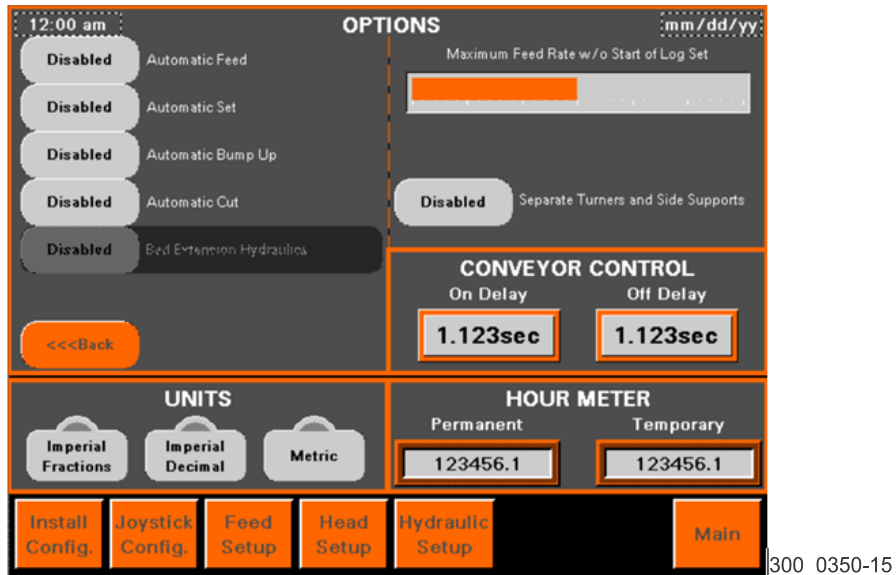 12:00 am
OPTIONS
mm/dd/yy
Disabled
Automatic Feed
Disabled
Automatic Set
Disabled
Automatic Bump Up
Disabled
Automatic Cut
Disabled
Bed Extension Hydraulics
<<<Back
Maximum Feed Rate w/o Start of Log Set
Disabled
Separate Turners and Side Supports
CONVEYOR CONTROL
On Delay
Off Delay
1.123sec
1.123sec
UNITS
Imperial
Fractions
Imperial
Decimal
Metric
HOUR METER
Permanent
Temporary
123456.1
123456.1
Install
Config.
Joystick
Config.
Feed
Setup
Head
Setup
Hydraulic
Setup
Main
300 0350-15